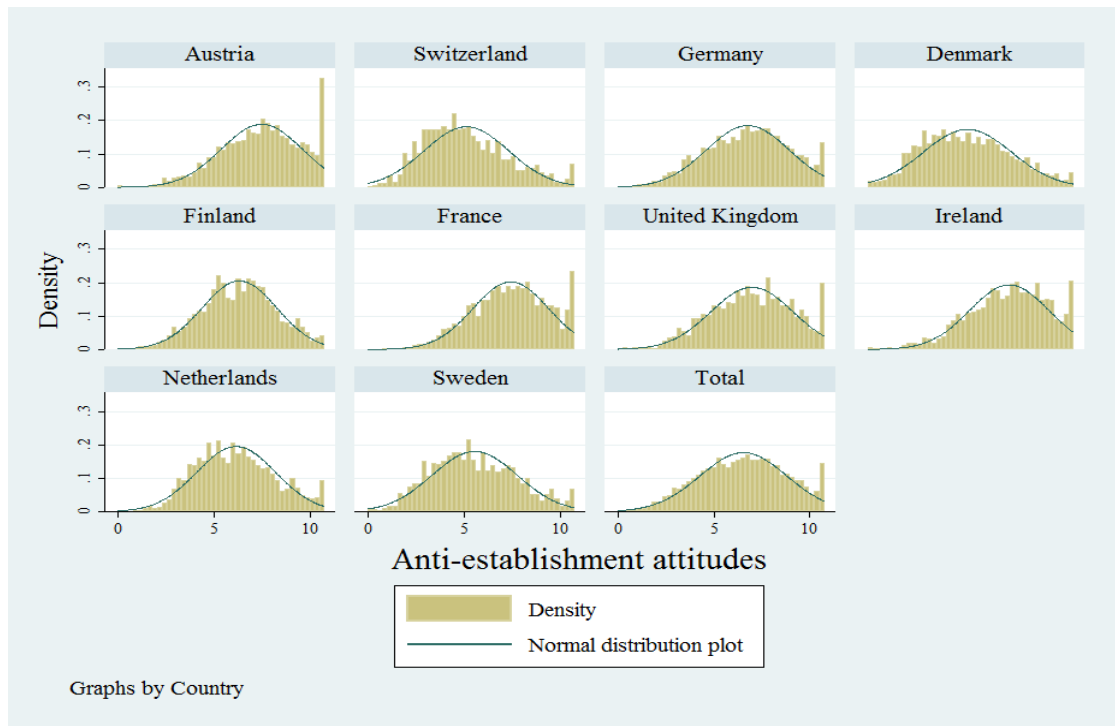 Austria
Switzerland
Germany
Denmark
.3
.2
.1
0
Finland
France
United Kingdom
Ireland
.3
.2
.1
0
Density
Netherlands
Sweden
Total
.3
.2
.1
0
0 5 10
0 5 10
0 5 10
Anti-establishment attitudes
Density
Normal distribution plot
Graphs by Country